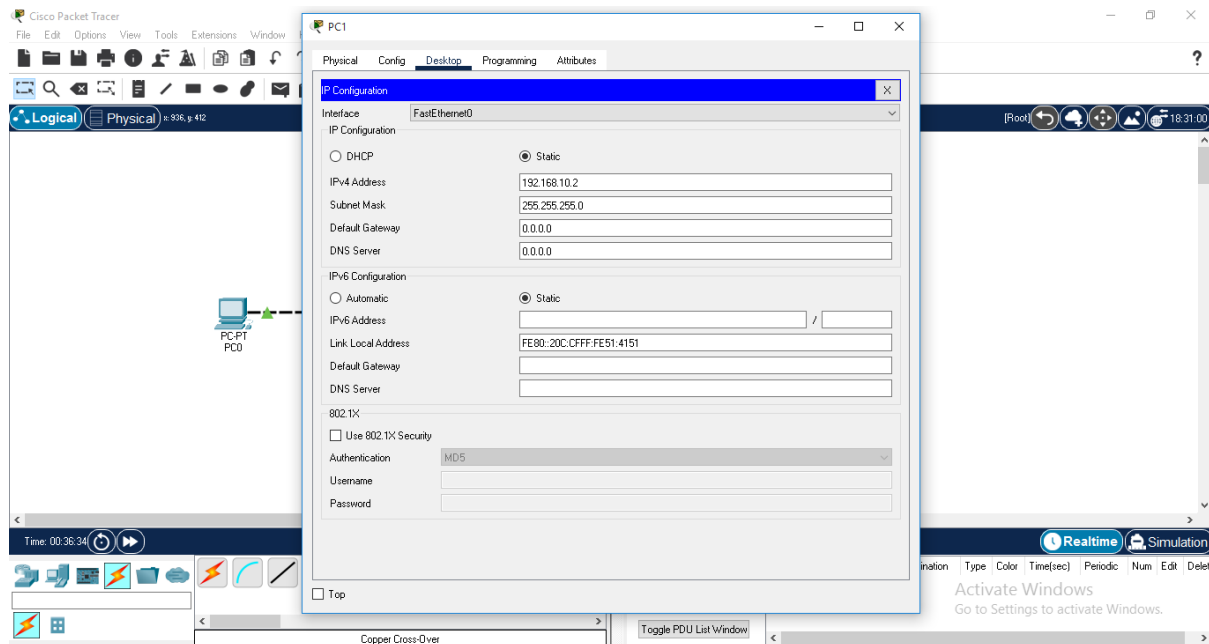 Cisco Packet Tracer
File Edit Options View Tools Extensions Window
PC1
Physical Config Desktop Programming Attributes
?
IP Configuration X
Logical Physical x: 936, y: 412
[Root] 18:31:00
Interface FastEthernet0
IP Configuration
DHCP Static
IPv4 Address 192.168.10.2
Subnet Mask 255.255.255.0
Default Gateway 0.0.0.0
DNS Server 0.0.0.0
IPv6 Configuration
Automatic Static
IPv6 Address /
Link Local Address FE80::20C:CFFF:FE51:4151
Default Gateway
DNS Server
802.1X
Use 802.1X Security
Authentication MD5
Username
Password
PC-PT
PC0
Time: 00:36:34
Realtime Simulation
Top
ination Type Color Time(sec) Periodic Num Edit Delet
Activate Windows
Go to Settings to activate Windows.
Toggle PDU List Window
Copper Cross-Over